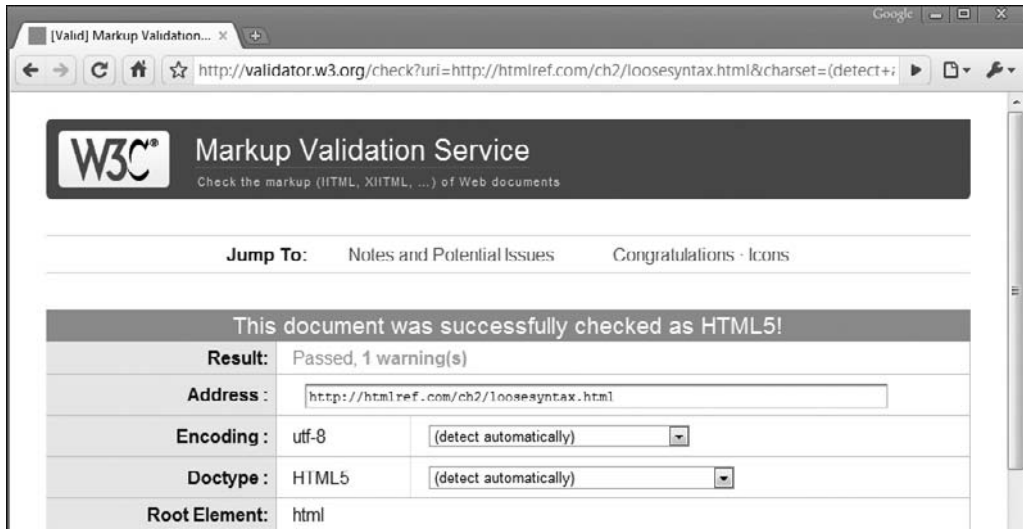 Google
[Valid] Markup Validation...
http://validator.w3.org/check?uri=http://htmlref.com/ch2/loosesyntax.html&charset=(detect+
W3C®
Markup Validation Service
Check the markup (HTML, XHTML, ...) of Web documents
Jump To: Notes and Potential Issues Congratulations · Icons
This document was successfully checked as HTML5!
Result: Passed, 1 warning(s)
Address : http://htmlref.com/ch2/loosesyntax.html
Encoding : utf-8 (detect automatically)
Doctype : HTML5 (detect automatically)
Root Element: html